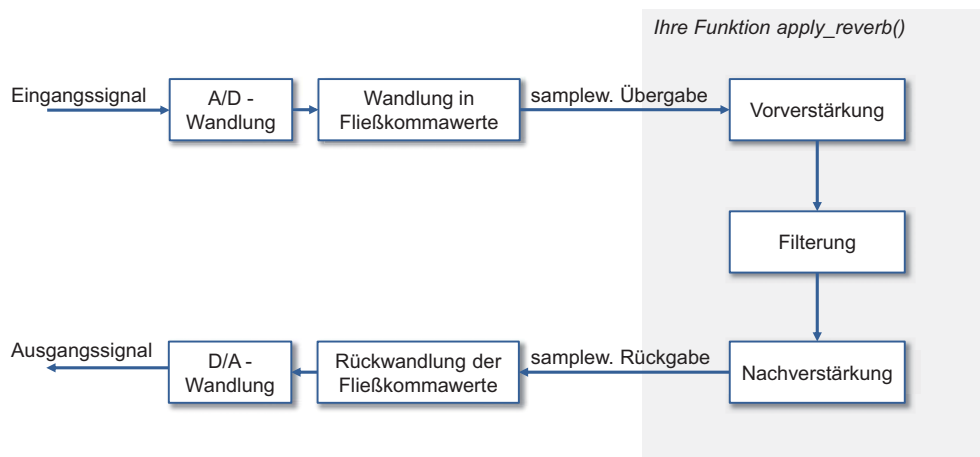 Ihre Funktion apply_reverb()
Eingangssignal
A/D -
Wandlung
Wandlung in
Fließkommawerte
samplew. Übergabe
Vorverstärkung
Filterung
Ausgangssignal
D/A -
Wandlung
Rückwandlung der
Fließkommawerte
samplew. Rückgabe
Nachverstärkung